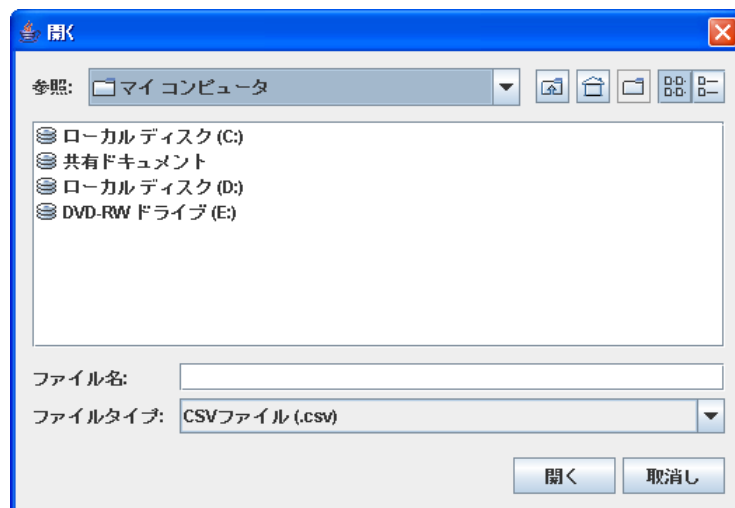 開く
参照: マイ コンピュータ
ローカル ディスク (C:)
共有ドキュメント
ローカル ディスク (D:)
DVD-RW ドライブ (E:)
ファイル名:
ファイルタイプ: CSVファイル (.csv)
開く 取消し